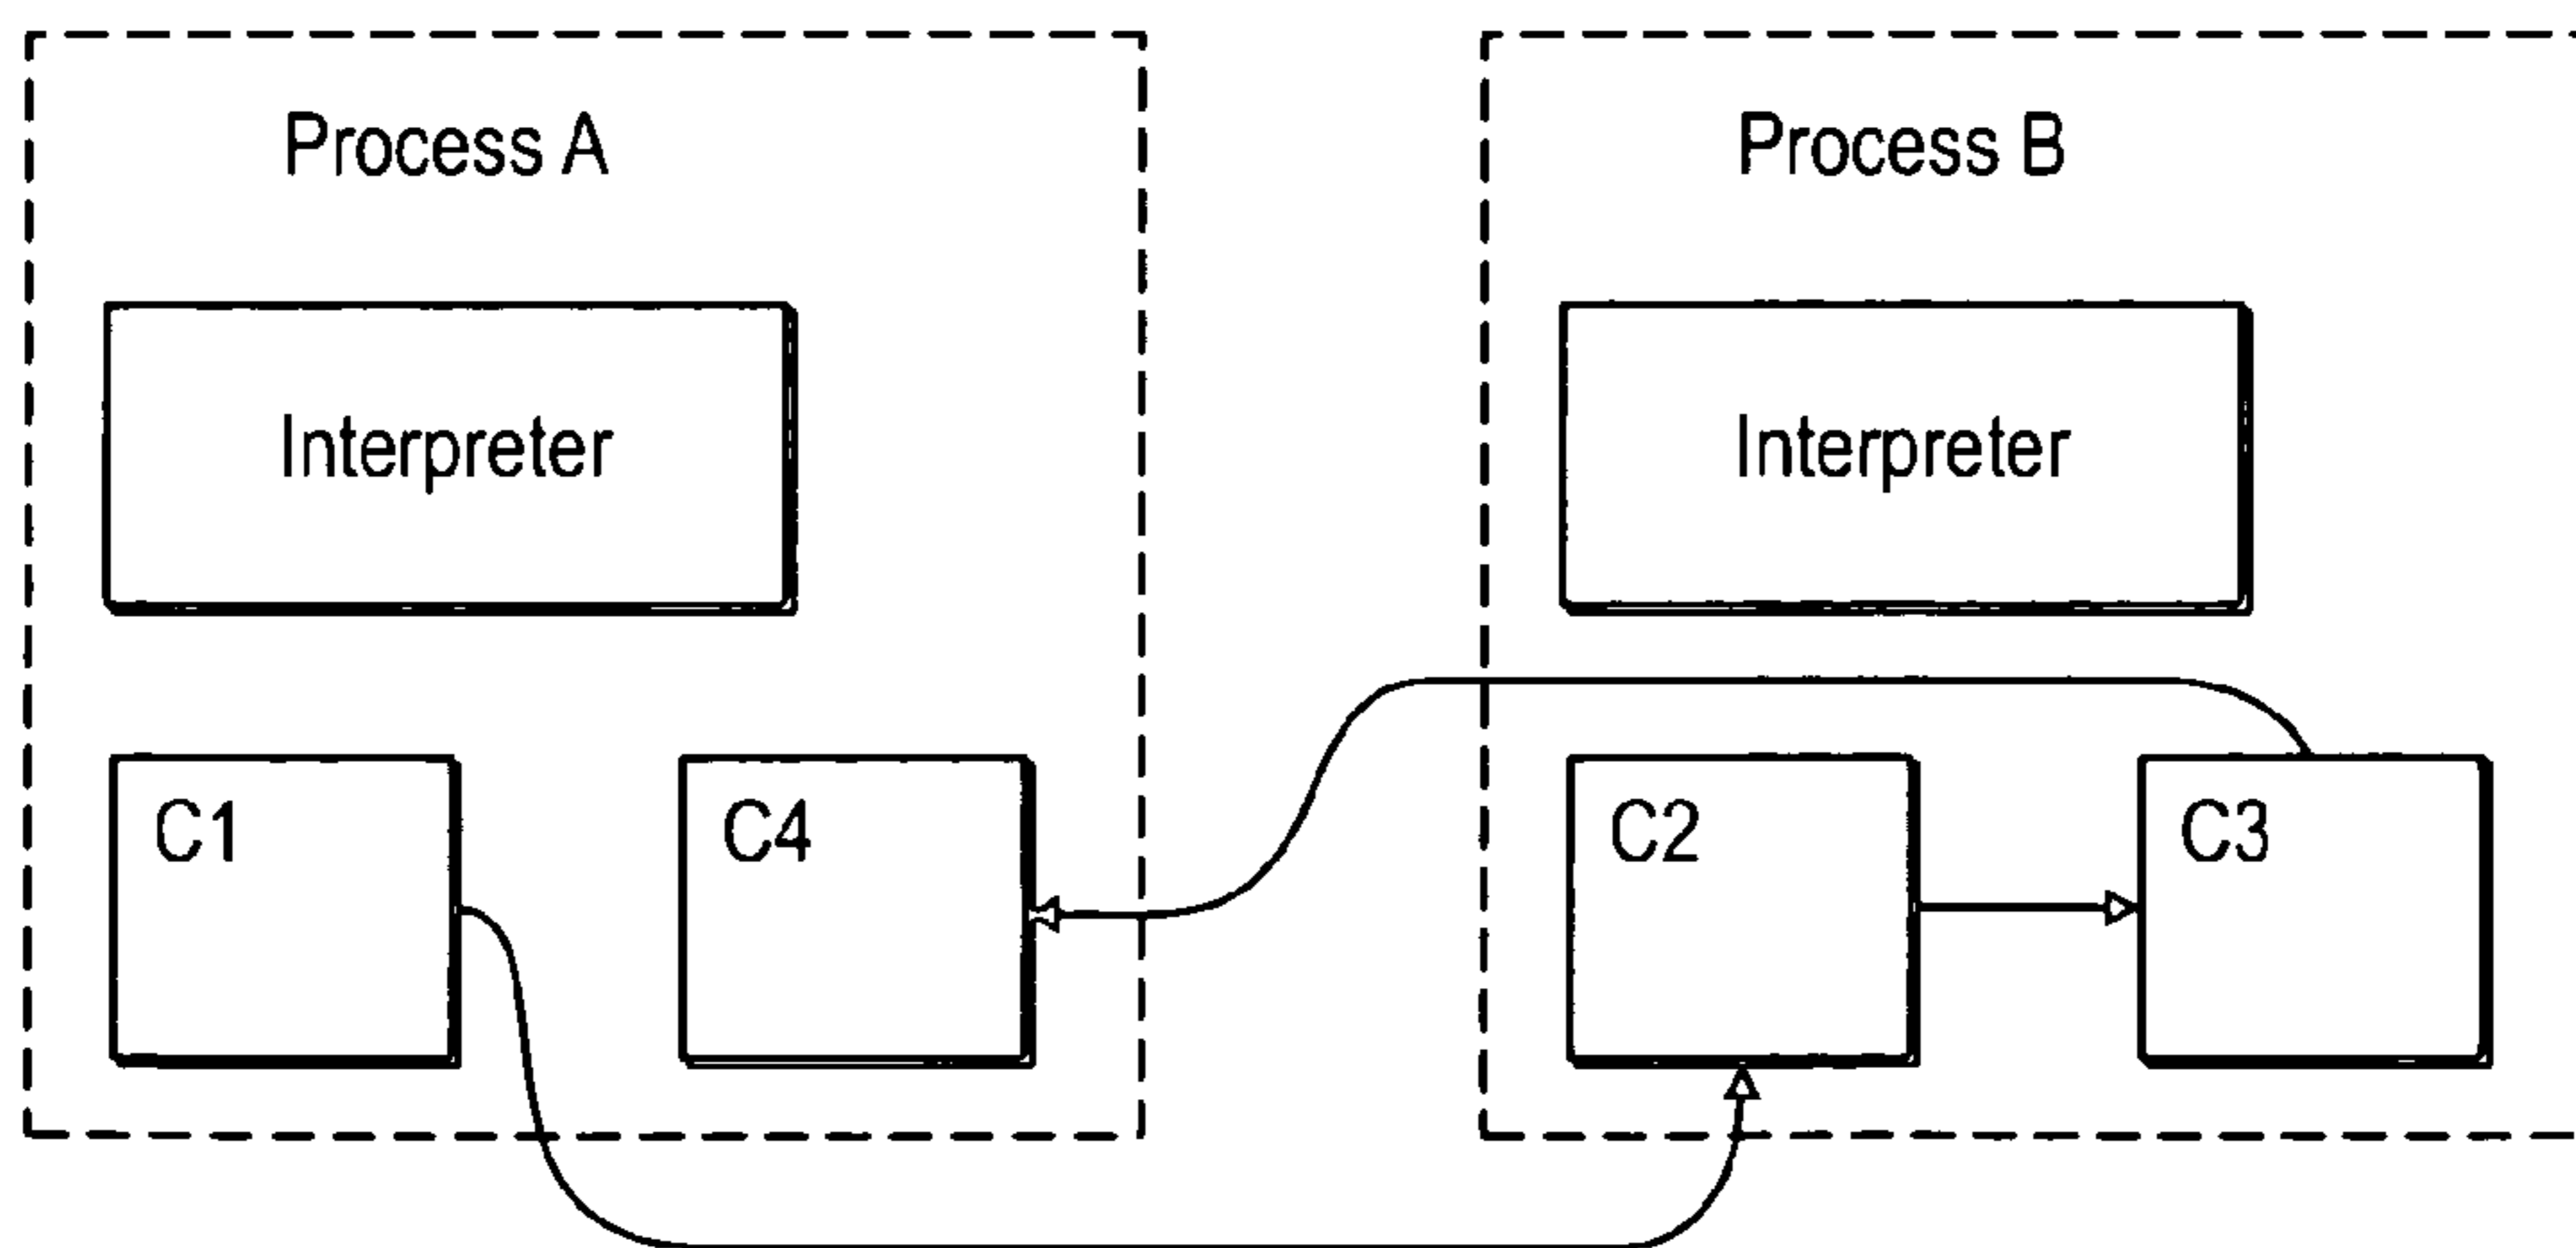 Process A
Interpreter
C1
C4
Process B
Interpreter
C2
C3